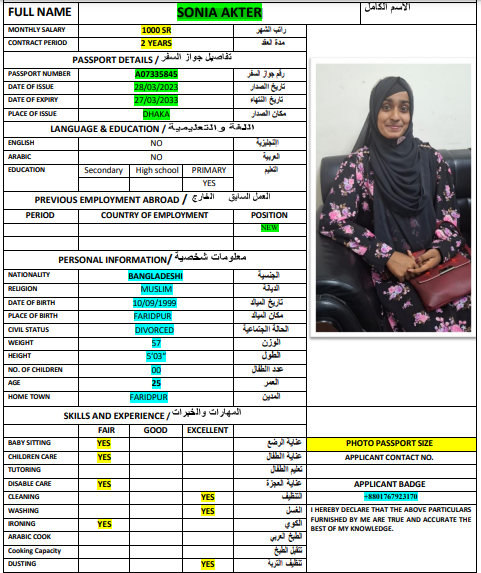 FULL NAME SONIA AKTER الاسم الكامل
MONTHLY SALARY 1000 SR راتب الشهر
CONTRACT PERIOD 2 YEARS مدة العقد
PASSPORT DETAILS / تفاصيل جواز السفر
PASSPORT NUMBER A07335845 رقم جواز السفر
DATE OF ISSUE 28/03/2023 تاريخ الصدار
DATE OF EXPIRY 27/03/2033 تاريخ النتهاء
PLACE OF ISSUE DHAKA مكان الصدار
LANGUAGE & EDUCATION / اللغة والتعليمية
ENGLISH NO
ARABIC NO العربية
EDUCATION Secondary High school PRIMARY التعليم
YES
PREVIOUS EMPLOYMENT ABROAD / العمل السابق الخارج
PERIOD COUNTRY OF EMPLOYMENT POSITION
NEW
PERSONAL INFORMATION / معلومات شخصية
NATIONALITY BANGLADESHI الجنسية
RELIGION MUSLIM الديانة
DATE OF BIRTH 10/09/1999 تاريخ الميلاد
PLACE OF BIRTH FARIDPUR مكان الميلاد
CIVIL STATUS DIVORCED الحالة الجتماعية
WEIGHT 57 الوزن
HEIGHT 5'03" الطول
NO. OF CHILDREN 00 عدد الطفال
AGE 25 العمر
HOME TOWN FARIDPUR المدين
SKILLS AND EXPERIENCE / المهارات والخبرات
FAIR GOOD EXCELLENT
BABY SITTING YES عناية الرضع
CHILDREN CARE YES عناية الطفال
TUTORING تعليم الطفال
DISABLE CARE YES عناية العجزة
CLEANING YES التنظيف
WASHING YES الغسل
IRONING YES الكوي
ARABIC COOK الطبخ العربي
Cooking Capacity الطبخ
DUSTING YES تنظيف التربة
PHOTO PASSPORT SIZE
APPLICANT CONTACT NO.
APPLICANT BADGE
+8801767923170
I HEREBY DECLARE THAT THE ABOVE PARTICULARS
FURNISHED BY ME ARE TRUE AND ACCURATE THE
BEST OF MY KNOWLEDGE.